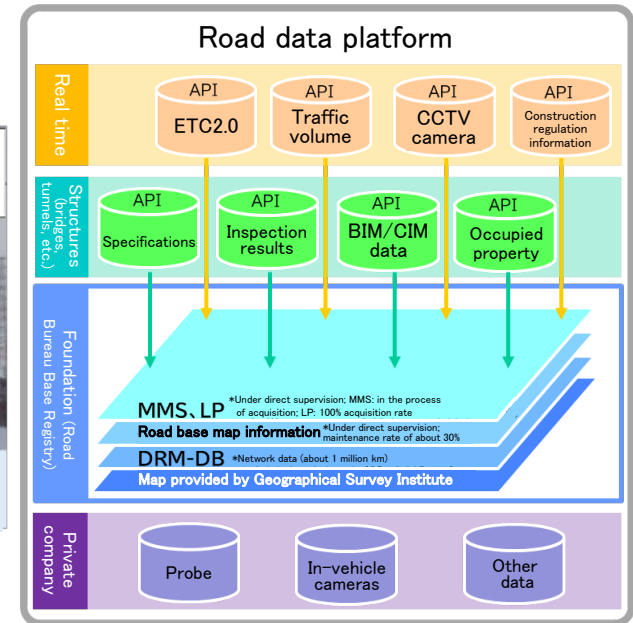 Road data platform
Real time
API
ETC2.0
API
Traffic
volume
API
CCTV
camera
API
Construction
regulation
information
Structures
(bridges,
tunnels, etc.)
API
Specifications
API
Inspection
results
API
BIM/CIM
data
API
Occupied
property
Foundation (Road
Bureau Base Registry)
MMS、LP *Under direct supervision; MMS: in the process
of acquisition; LP: 100% acquisition rate
Road base map information *Under direct supervision;
maintenance rate of about 30%
DRM-DB *Network data (about 1 million km)
Map provided by Geographical Survey Institute
Private
company
Probe
In-vehicle
cameras
Other
data